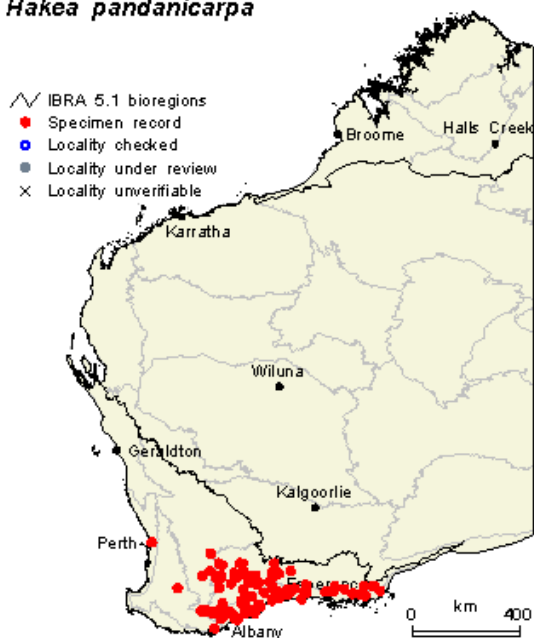 Hakea pandanicarpa
IBRA 5.1 bioregions
Specimen record
Locality checked
Locality under review
Locality unverifiable
Broome
Halls Creek
Karratha
Wiluna
Geraldton
Kalgoorlie
Perth
Esperance
Albany
km
0 400